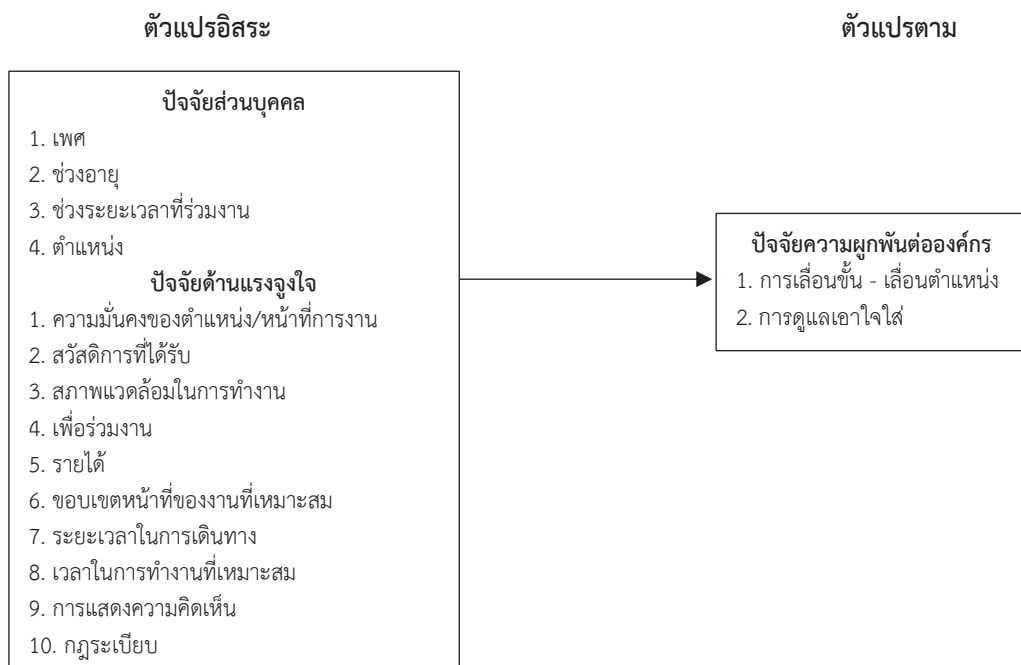 ตัวแปรอิสระ
ตัวแปรตาม
ปัจจัยส่วนบุคคล
1. เพศ
2. ช่วงอายุ
3. ช่วงระยะเวลาที่ร่วมงาน
4. ตำแหน่ง
ปัจจัยด้านแรงจูงใจ
1. ความมั่นคงของตำแหน่ง/หน้าที่การงาน
2. สวัสดิการที่ได้รับ
3. สภาพแวดล้อมในการทำงาน
4. เพื่อร่วมงาน
5. รายได้
6. ขอบเขตหน้าที่ของงานที่เหมาะสม
7. ระยะเวลาในการเดินทาง
8. เวลาในการทำงานที่เหมาะสม
9. การแสดงความคิดเห็น
10. กฎระเบียบ
ปัจจัยความผูกพันต่อองค์กร
1. การเลื่อนขั้น - เลื่อนตำแหน่ง
2. การดูแลเอาใจใส่